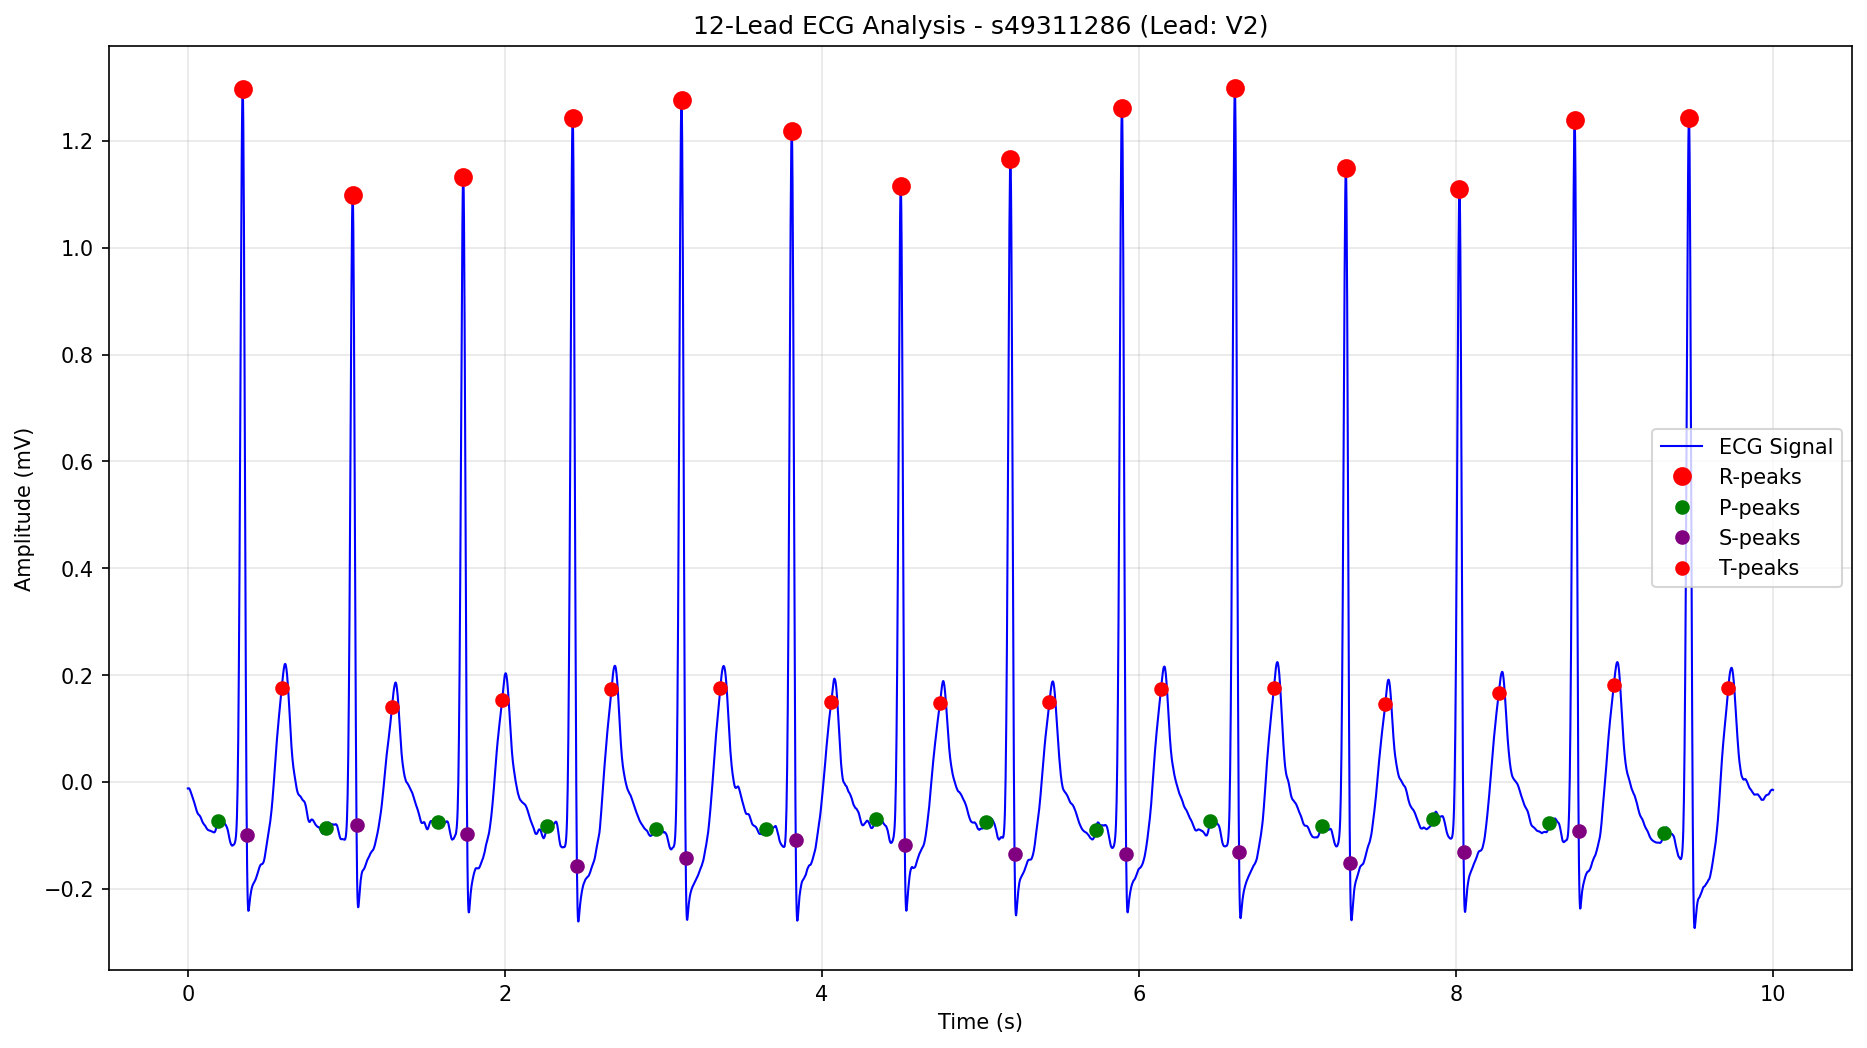 12-Lead ECG Analysis - s49311286 (Lead: V2)
Amplitude (mV)
1.2
1.0
0.8
0.6
0.4
0.2
0.0
−0.2
ECG Signal
R-peaks
P-peaks
S-peaks
T-peaks
0 2 4 6 8 10
Time (s)